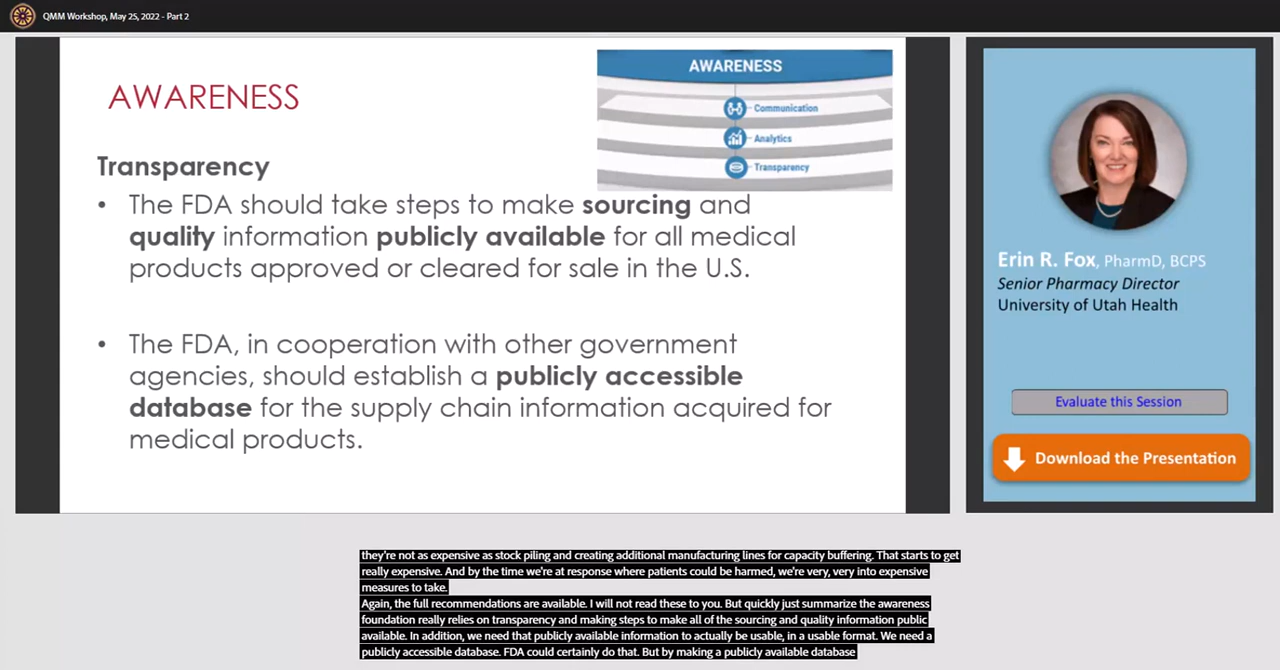 QMM Workshop, May 25, 2022 - Part 2
AWARENESS
AWARENESS
Communication
Analytics
Transparency
Transparency
• The FDA should take steps to make sourcing and
quality information publicly available for all medical
products approved or cleared for sale in the U.S.
• The FDA, in cooperation with other government
agencies, should establish a publicly accessible
database for the supply chain information acquired for
medical products.
Erin R. Fox, PharmD, BCPS
Senior Pharmacy Director
University of Utah Health
Evaluate this Session
Download the Presentation
they're not as expensive as stock piling and creating additional manufacturing lines for capacity buffering. That starts to get
really expensive. And by the time we're at response where patients could be harmed, we're very, very into expensive
measures to take.
Again, the full recommendations are available. I will not read these to you. But quickly just summarize the awareness
foundation really relies on transparency and making steps to make all of the sourcing and quality information public
available. In addition, we need that publicly available information to actually be usable, in a usable format. We need a
publicly accessible database. FDA could certainly do that. But by making a publicly available database